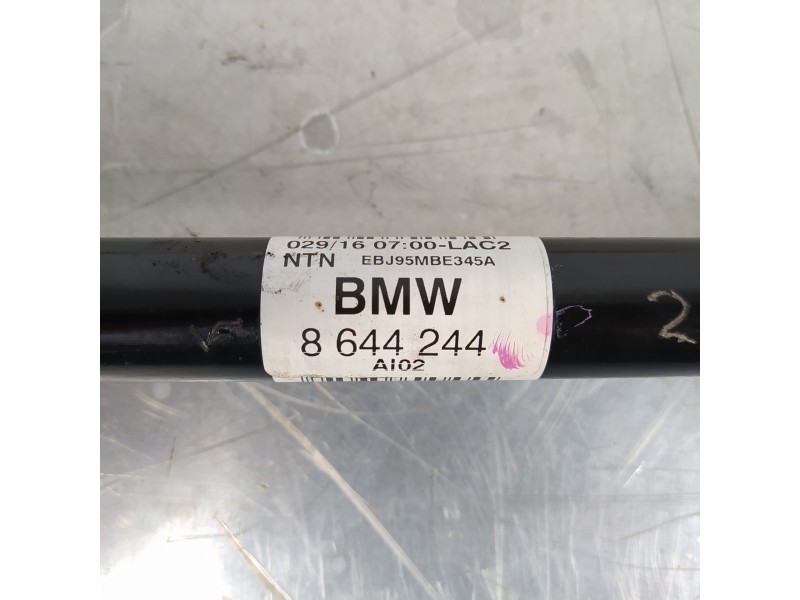 029/16 07:00-LAC2
NTN EBJ95MBE345A
BMW
8 644 244
AI02
2